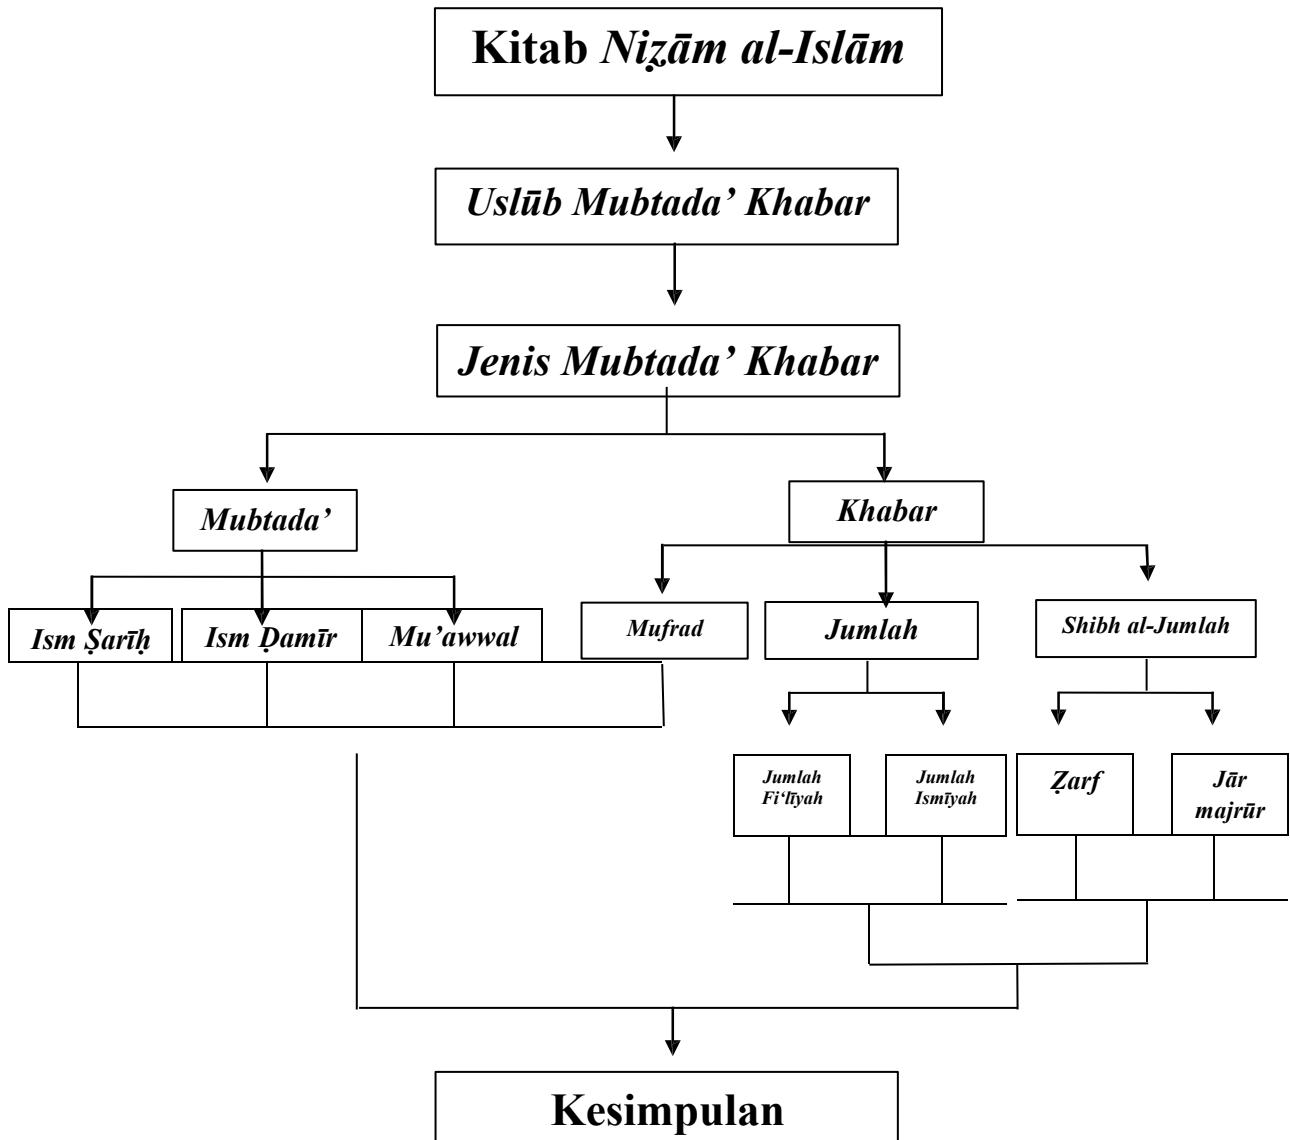 Kitab Niẓām al-Islām
Uslūb Mubtada’ Khabar
Jenis Mubtada’ Khabar
Mubtada’
Khabar
Ism Ṣarīḥ
Ism Ḍamīr
Mu’awwal
Mufrad
Jumlah
Shibh al-Jumlah
Jumlah
Fi‘līyah
Jumlah
Ismīyah
Ẓarf
Jār
majrūr
Kesimpulan